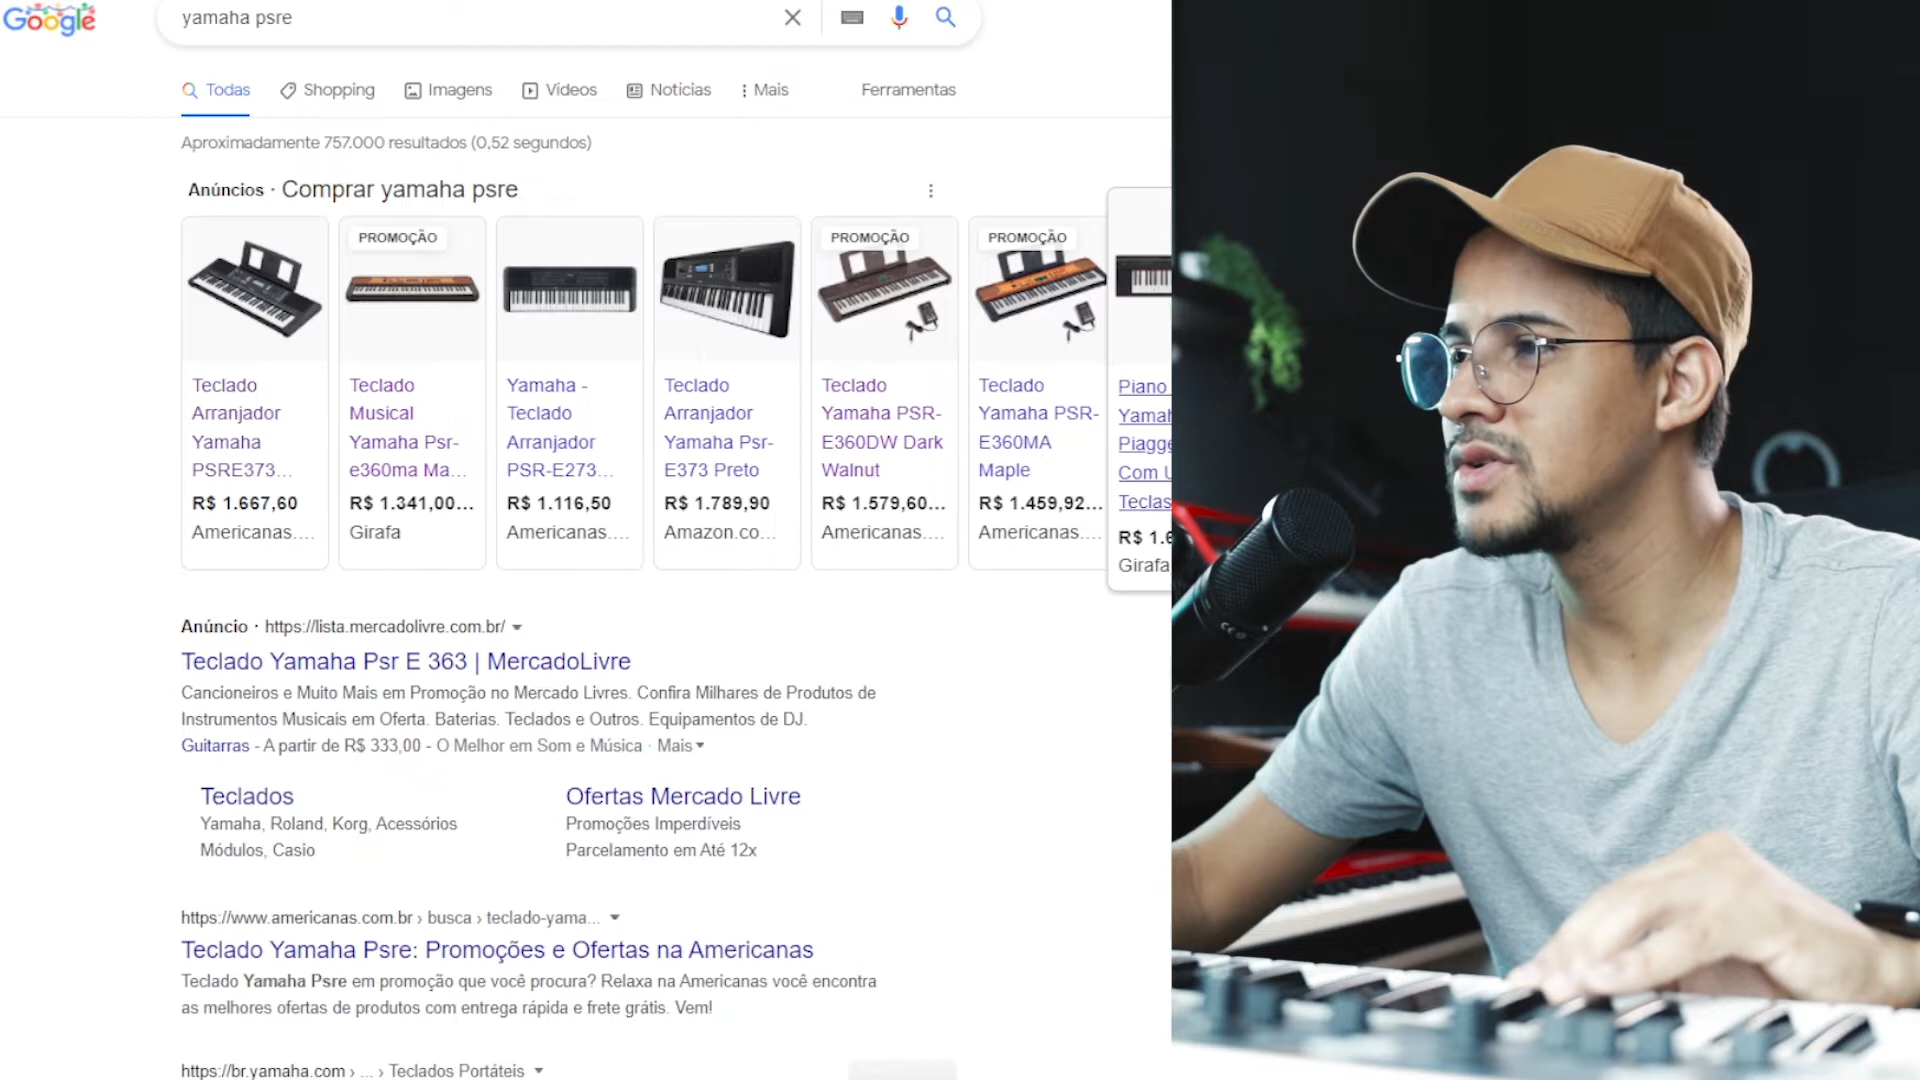 Google
yamaha psre
Todas
Shopping
Imagens
Vídeos
Notícias
Mais
Ferramentas
Aproximadamente 757.000 resultados (0,52 segundos)
Anúncios · Comprar yamaha psre
Teclado
Arranjador
Yamaha
PSRE373...
R$ 1.667,60
Americanas....
PROMOÇÃO
Teclado
Musical
Yamaha Psr-
e360ma Ma...
R$ 1.341,00...
Girafa
Yamaha -
Teclado
Arranjador
PSR-E273...
R$ 1.116,50
Americanas....
Teclado
Arranjador
Yamaha Psr-
E373 Preto
R$ 1.789,90
Amazon.co...
PROMOÇÃO
Teclado
Yamaha PSR-
E360DW Dark
Walnut
R$ 1.579,60...
Americanas....
PROMOÇÃO
Teclado
Yamaha PSR-
E360MA
Maple
R$ 1.459,92...
Americanas....
Piano
Yamah
Piagge
Com U
Teclas
R$ 1.6
Girafa
Anúncio · https://lista.mercadolivre.com.br/
Teclado Yamaha Psr E 363 | MercadoLivre
Cancioneiros e Muito Mais em Promoção no Mercado Livres. Confira Milhares de Produtos de
Instrumentos Musicais em Oferta. Baterias. Teclados e Outros. Equipamentos de DJ.
Guitarras - A partir de R$ 333,00 - O Melhor em Som e Música · Mais
Teclados
Yamaha, Roland, Korg, Acessórios
Módulos, Casio
Ofertas Mercado Livre
Promoções Imperdíveis
Parcelamento em Até 12x
https://www.americanas.com.br › busca › teclado-yama...
Teclado Yamaha Psre: Promoções e Ofertas na Americanas
Teclado Yamaha Psre em promoção que você procura? Relaxa na Americanas você encontra
as melhores ofertas de produtos com entrega rápida e frete grátis. Vem!
https://br.yamaha.com › ... › Teclados Portáteis